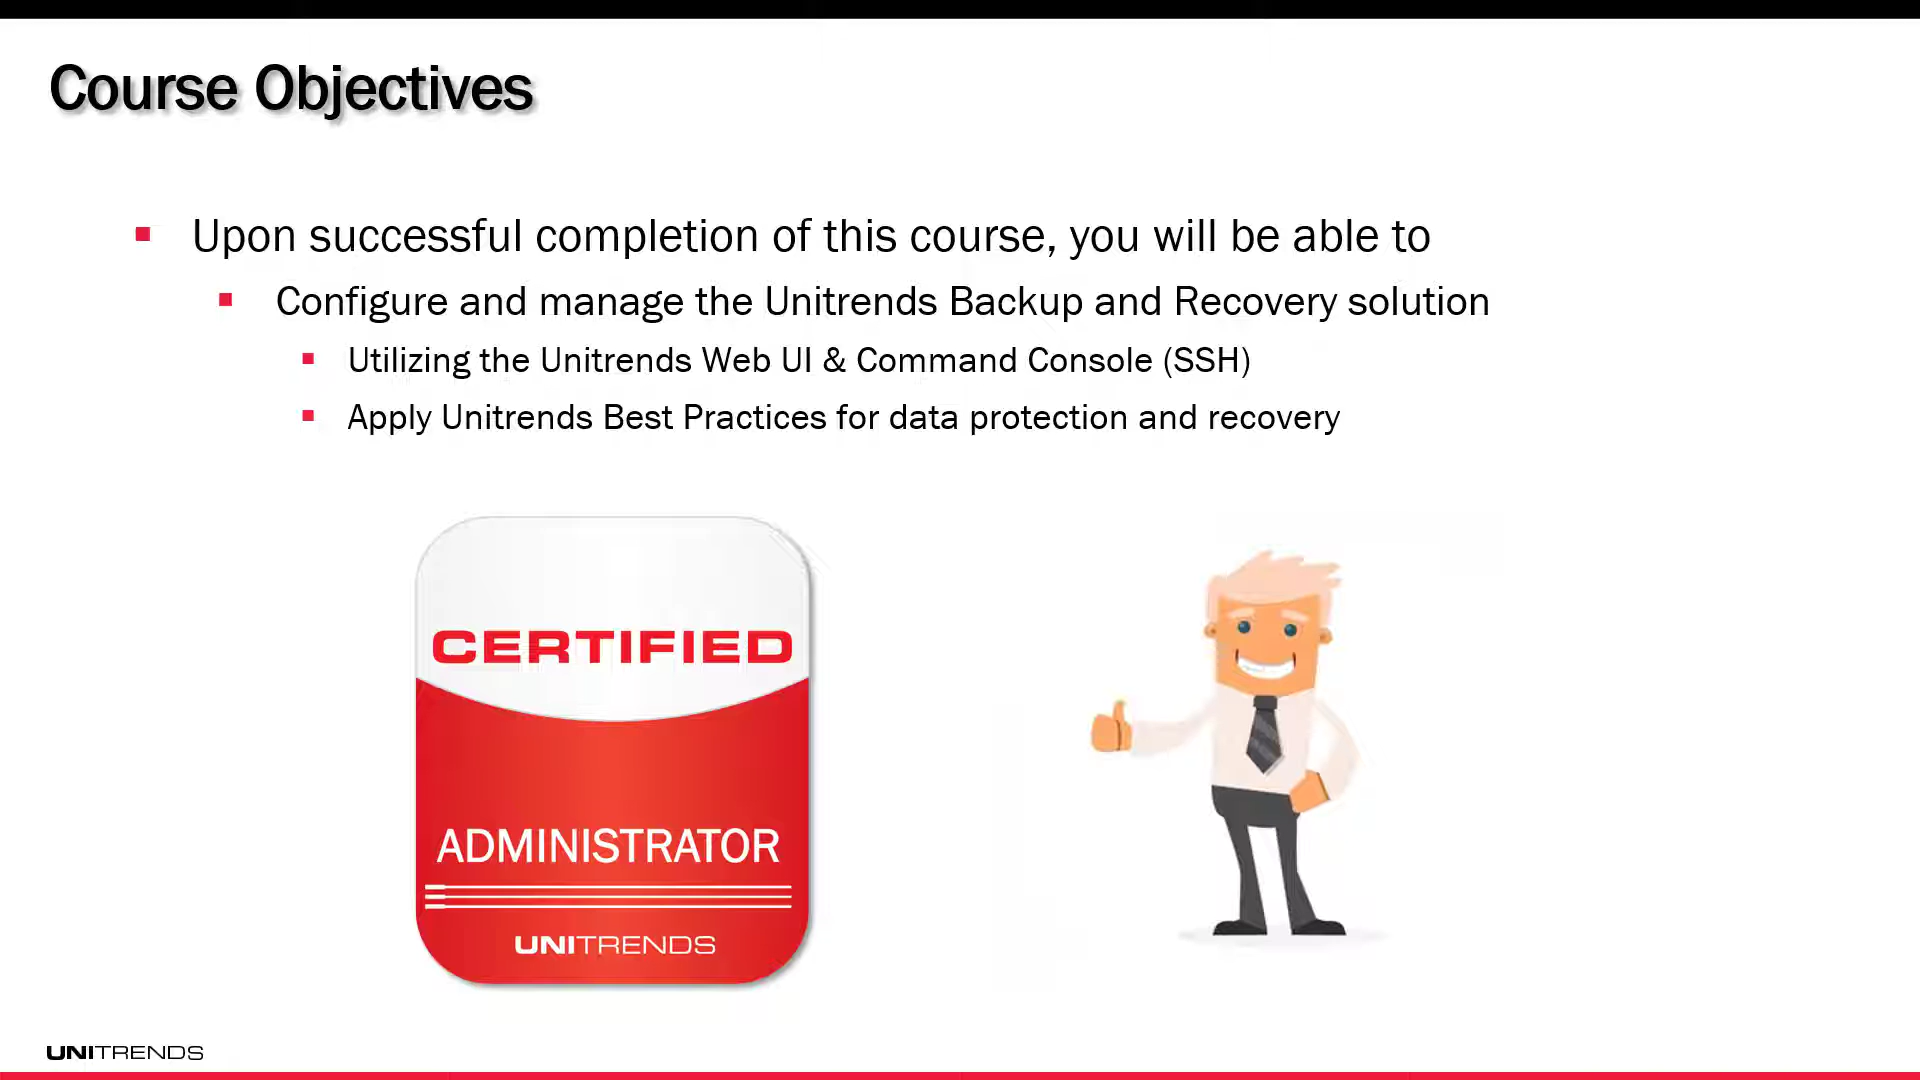 Course Objectives
Upon successful completion of this course, you will be able to
Configure and manage the Unitrends Backup and Recovery solution
Utilizing the Unitrends Web UI & Command Console (SSH)
Apply Unitrends Best Practices for data protection and recovery
CERTIFIED
ADMINISTRATOR
UNITRENDS
UNITRENDS